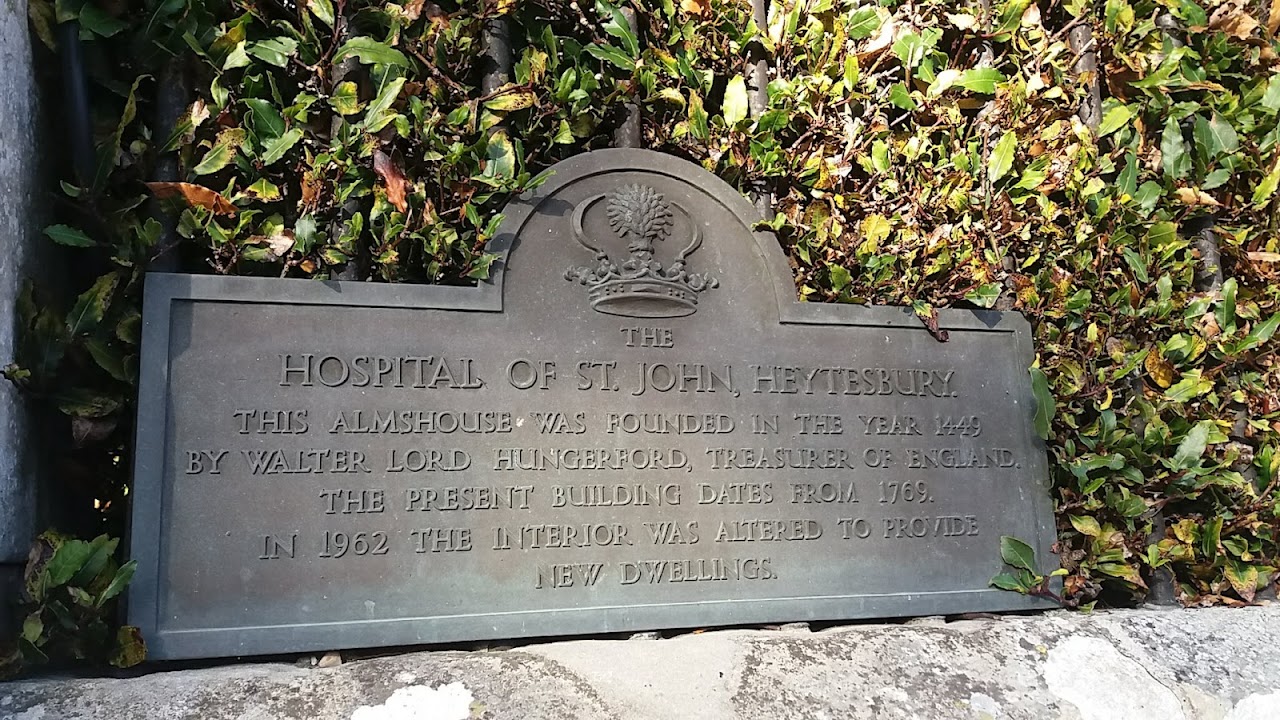 THE
HOSPITAL OF ST. JOHN, HEYTESBURY.
THIS ALMSHOUSE WAS FOUNDED IN THE YEAR 1449
BY WALTER LORD HUNGERFORD, TREASURER OF ENGLAND.
THE PRESENT BUILDING DATES FROM 1769.
IN 1962 THE INTERIOR WAS ALTERED TO PROVIDE
NEW DWELLINGS.